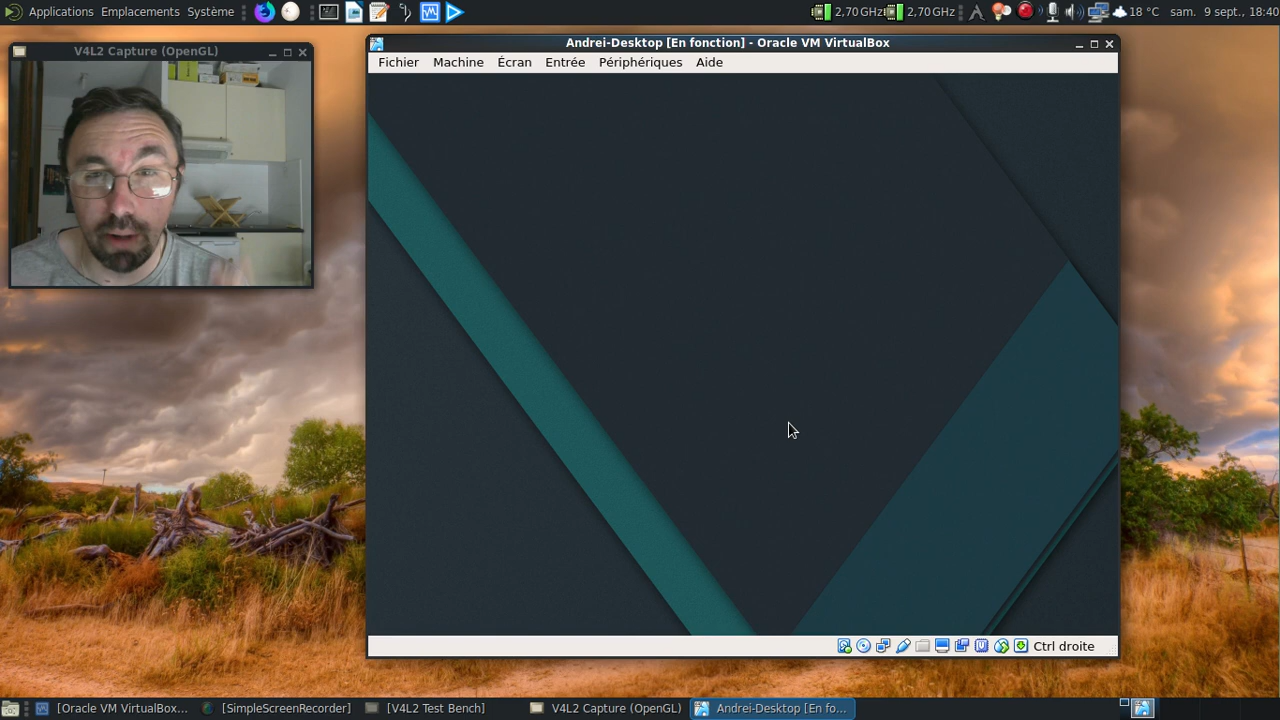 Applications Emplacements Système
2,70 GHz 2,70 GHz 18 °C sam. 9 sept., 18:40
V4L2 Capture (OpenGL)
Andrei-Desktop [En fonction] - Oracle VM VirtualBox
Fichier Machine Écran Entrée Périphériques Aide
Ctrl droite
[Oracle VM VirtualBox... [SimpleScreenRecorder] [V4L2 Test Bench] V4L2 Capture (OpenGL) Andrei-Desktop [En fo...